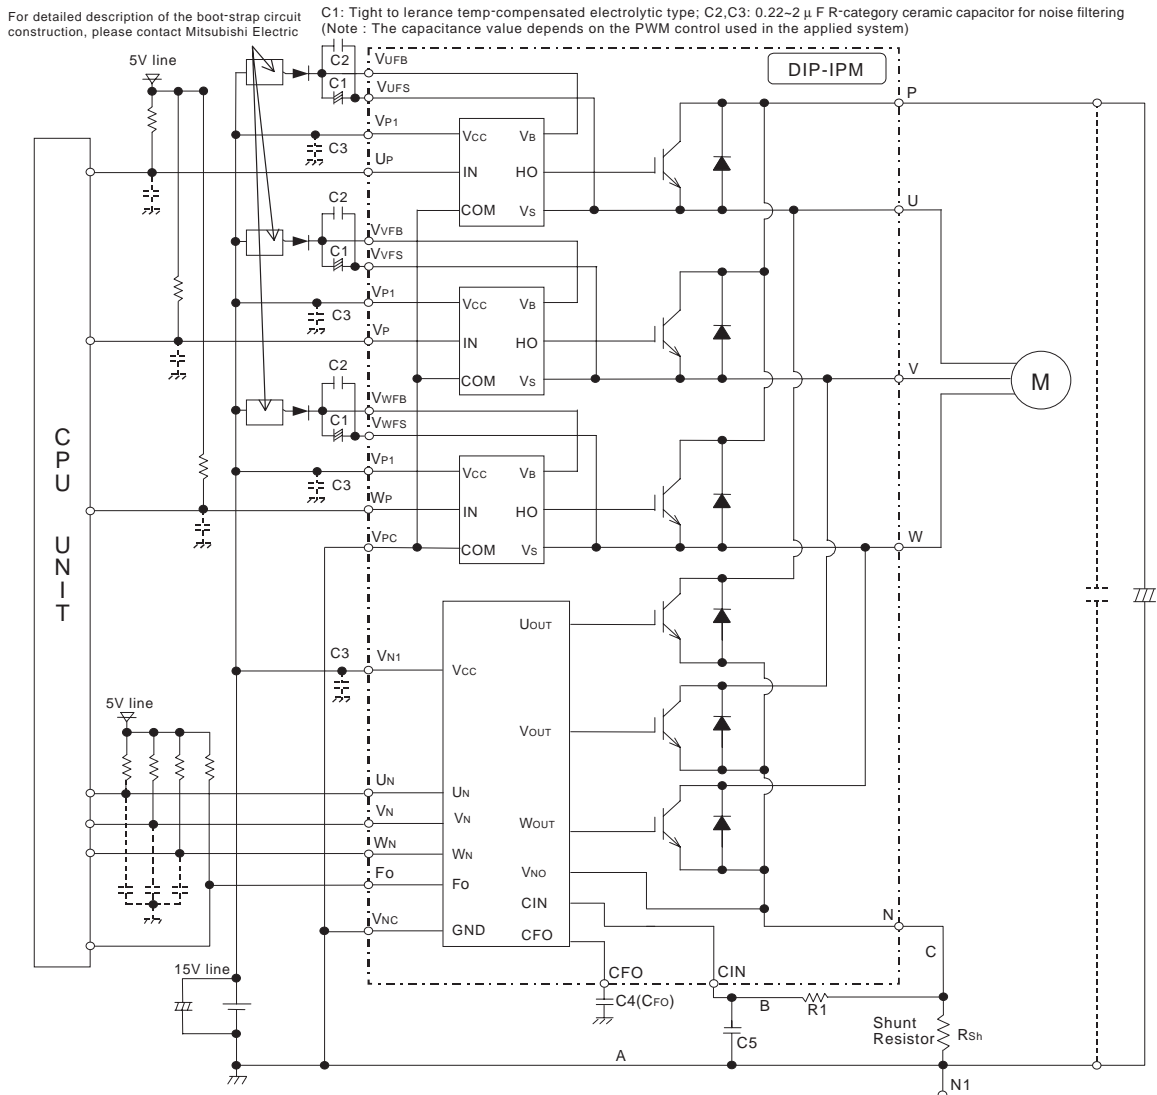 For detailed description of the boot-strap circuit
construction, please contact Mitsubishi Electric
C1: Tight to lerance temp-compensated electrolytic type; C2,C3: 0.22~2 μ F R-category ceramic capacitor for noise filtering
(Note : The capacitance value depends on the PWM control used in the applied system)
5V line
C2
VUFB
DIP-IPM
C1
VUFS
P
VP1
C3
VCC
VB
UP
IN
HO
COM
VS
U
C2
VVFB
C1
VVFS
VP1
C3
VCC
VB
VP
IN
HO
COM
VS
V
M
C2
VWFB
C1
VWFS
VP1
C3
VCC
VB
WP
IN
HO
VPC
COM
VS
W
CPU UNIT
UOUT
C3
VN1
VCC
5V line
VOUT
UN
UN
VN
VN
WOUT
WN
WN
VNO
Fo
Fo
CIN
VNC
GND
CFO
N
C
15V line
CFO
CIN
C4(CFO)
B
R1
C5
Shunt
Resistor
RSh
A
N1